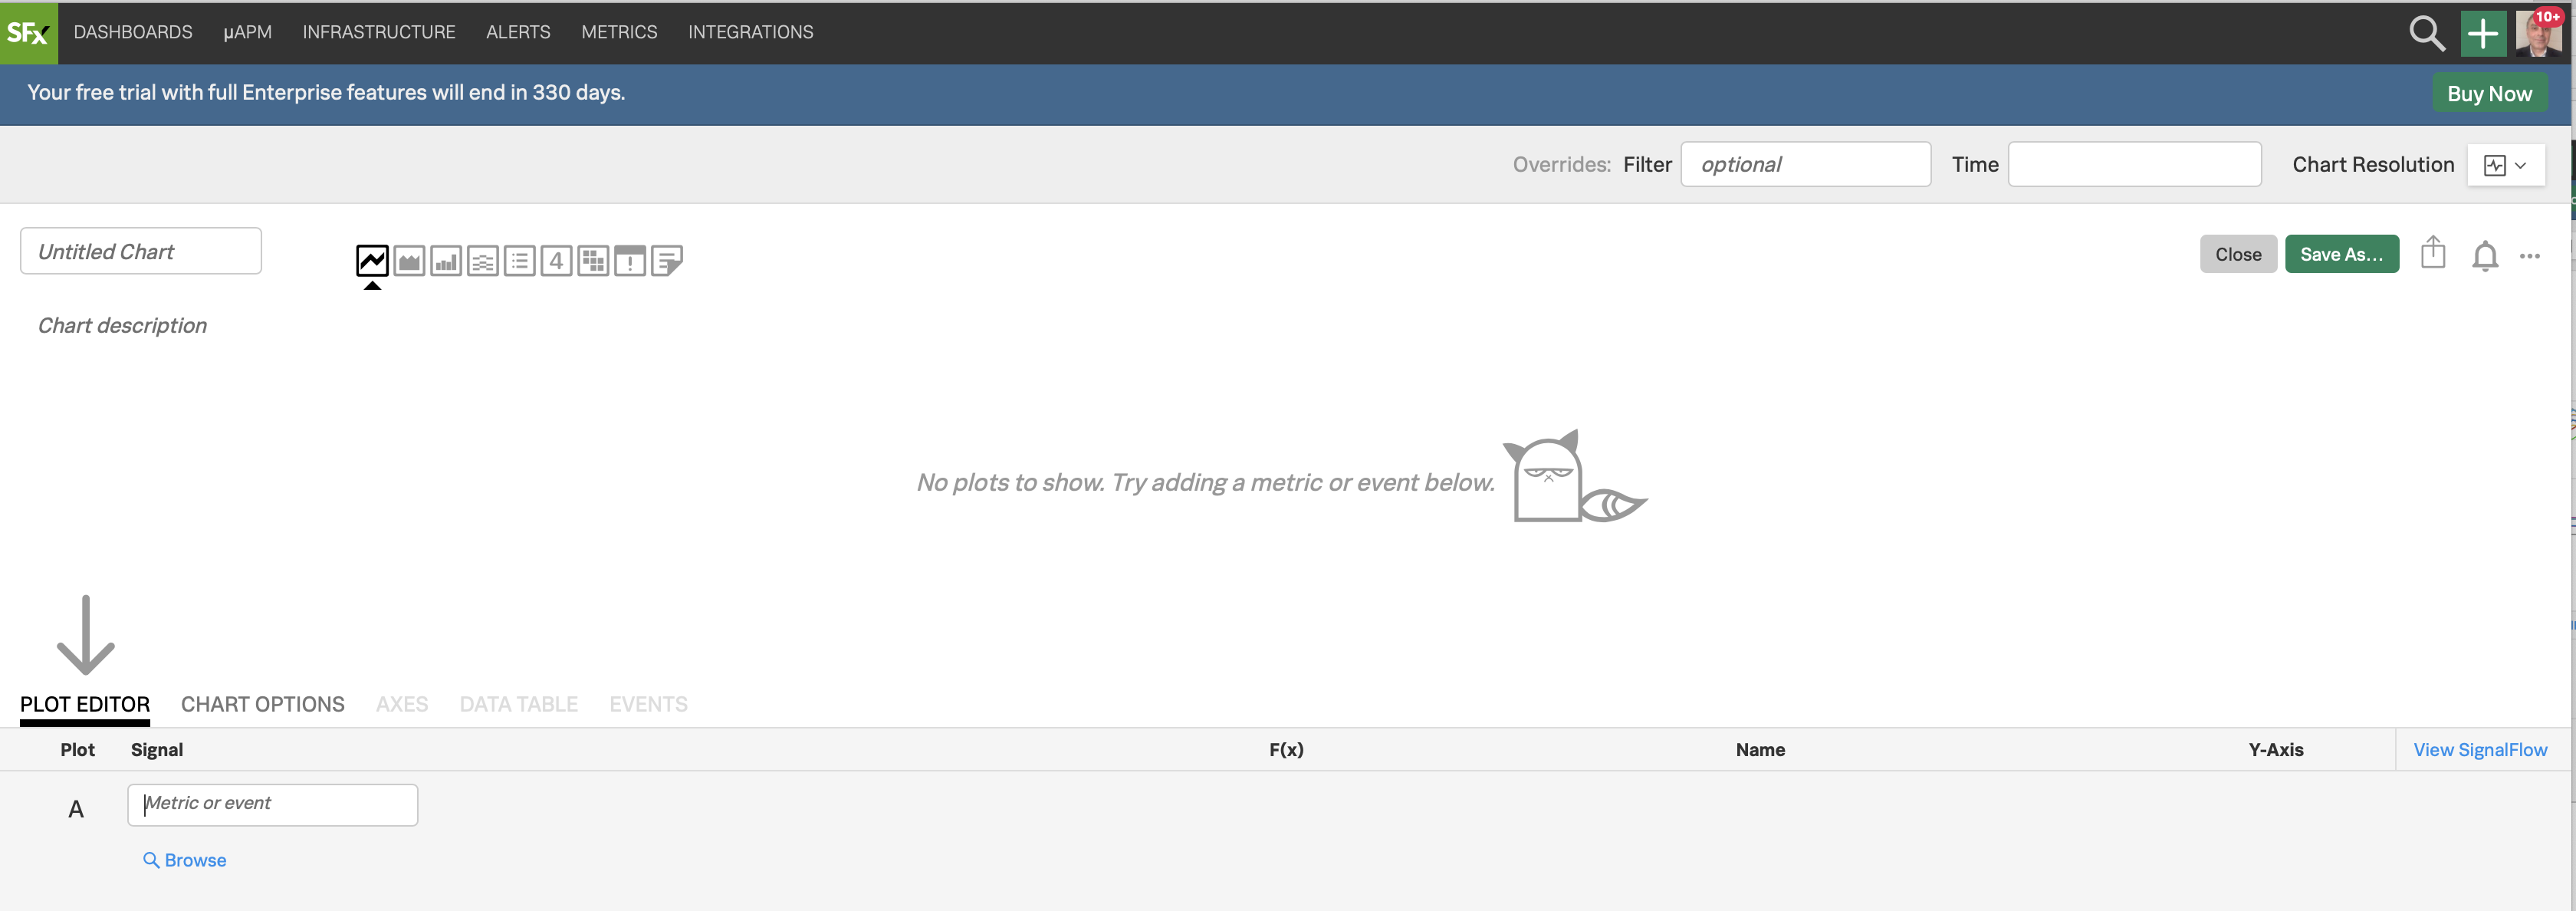 SFx DASHBOARDS µAPM INFRASTRUCTURE ALERTS METRICS INTEGRATIONS 10+
Your free trial with full Enterprise features will end in 330 days. Buy Now
Overrides: Filter optional Time Chart Resolution
Untitled Chart 4 ! Close Save As... ...
Chart description
No plots to show. Try adding a metric or event below.
PLOT EDITOR CHART OPTIONS AXES DATA TABLE EVENTS
Plot Signal F(x) Name Y-Axis View SignalFlow
A Metric or event
Browse